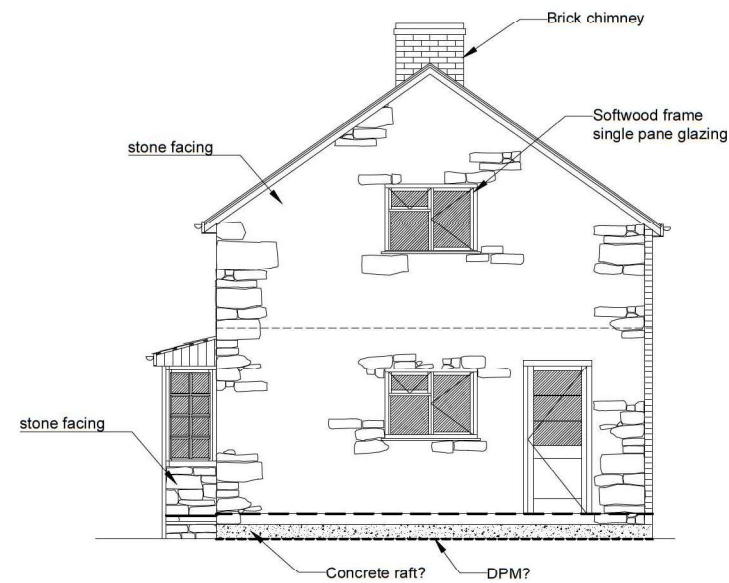 Brick chimney
Softwood frame
single pane glazing
stone facing
stone facing
Concrete raft?
DPM?